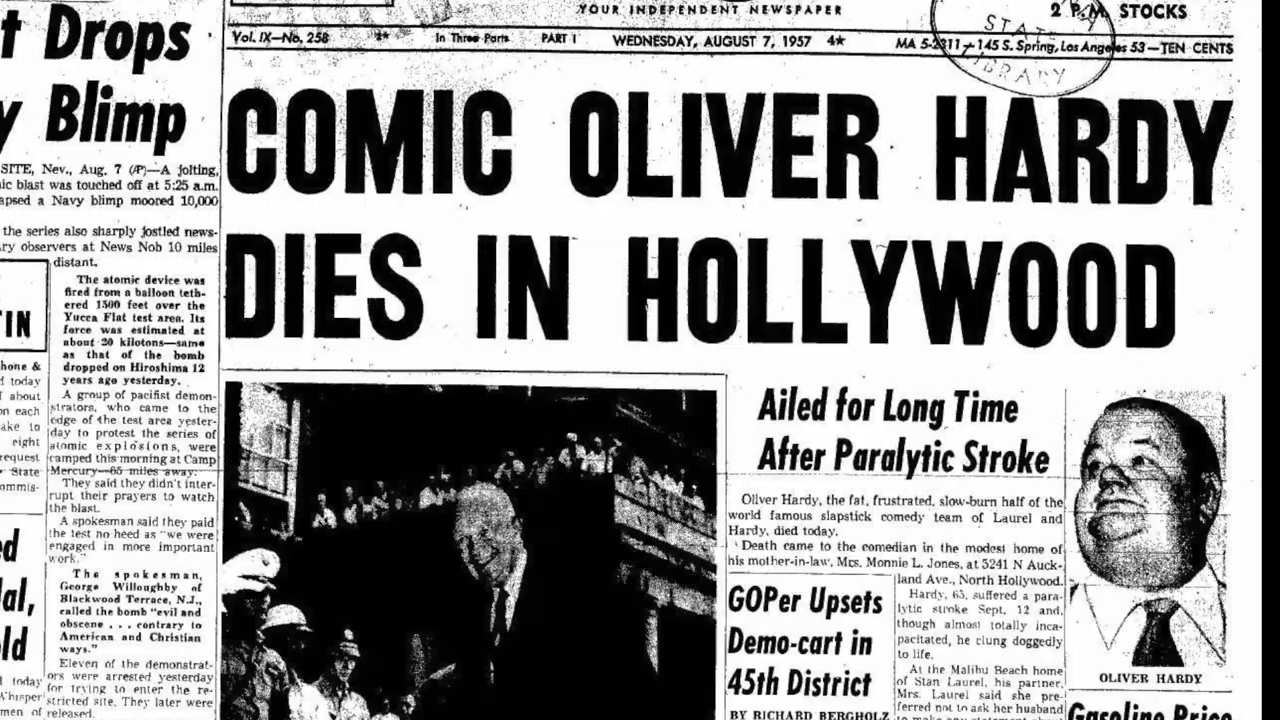 YOUR INDEPENDENT NEWSPAPER
2 P.M. STOCKS
Vol. IX—No. 258
In Three Parts
PART I
WEDNESDAY, AUGUST 7, 1957
4★
MA 5-2311—145 S. Spring, Los Angeles 53—TEN CENTS
STATE
LIBRARY
t Drops
y Blimp
SITE, Nev., Aug. 7 (AP)—A jolting,
ic blast was touched off at 5:25 a.m.
apsed a Navy blimp moored 10,000
the series also sharply jostled news-
ry observers at News Nob 10 miles
distant.
The atomic device was
fired from a balloon teth-
ered 1500 feet over the
Yucca Flat test area. Its
force was estimated at
about 20 kilotons—same
as that of the bomb
dropped on Hiroshima 12
years ago yesterday.
A group of pacifist demon-
strators, who came to the
edge of the test area yester-
day to protest the series of
atomic explosions, were
camped this morning at Camp
Mercury—65 miles away.
They said they didn't inter-
rupt their prayers to watch
the blast.
A spokesman said they paid
the test no heed as "we were
engaged in more important
work."
The spokesman,
George Willoughby of
Blackwood Terrace, N.J.,
called the bomb "evil and
obscene . . . contrary to
American and Christian
ways."
Eleven of the demonstrat-
ors were arrested yesterday
for trying to enter the re-
stricted site. They later were
released.
IN
hone &
d today
f about
on each
ake to
eight
request
State
ommis-
ed
al,
ld
d today
Whisper
men of
COMIC OLIVER HARDY
DIES IN HOLLYWOOD
Ailed for Long Time
After Paralytic Stroke
Oliver Hardy, the fat, frustrated, slow-burn half of the
world famous slapstick comedy team of Laurel and
Hardy, died today.
Death came to the comedian in the modest home of
his mother-in-law, Mrs. Monnie L. Jones, at 5241 N Auck-
land Ave., North Hollywood.
Hardy, 65, suffered a para-
lytic stroke Sept. 12 and,
though almost totally inca-
pacitated, he clung doggedly
to life.
At the Malibu Beach home
of Stan Laurel, his partner,
Mrs. Laurel said she pre-
ferred not to ask her husband
to make any statement about
GOPer Upsets
Demo-cart in
45th District
BY RICHARD BERGHOLZ
OLIVER HARDY
Gasoline Price